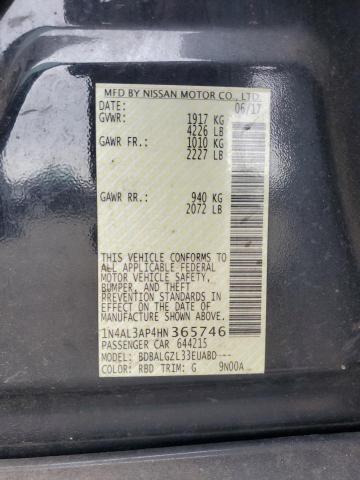 MFD BY NISSAN MOTOR CO., LTD.
DATE: 06/17
GVWR: 1917 KG
4226 LB
GAWR FR.: 1010 KG
2227 LB
GAWR RR.: 940 KG
2072 LB
THIS VEHICLE CONFORMS TO
ALL APPLICABLE FEDERAL
MOTOR VEHICLE SAFETY,
BUMPER, AND THEFT
PREVENTION STANDARDS IN
EFFECT ON THE DATE OF
MANUFACTURE SHOWN ABOVE.
1N4AL3AP4HN365746
PASSENGER CAR 644215
MODEL: BDBALGZL33EUABD---
COLOR: RBD TRIM: G 9N00A